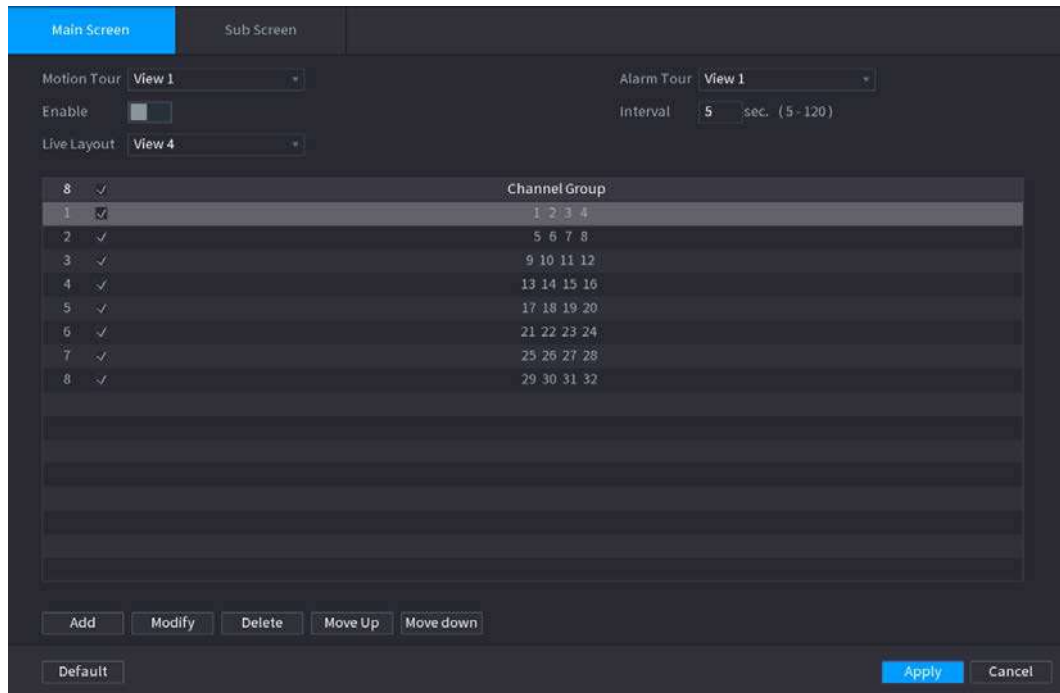 Main Screen Sub Screen
Motion Tour View 1 Alarm Tour View 1
Enable Interval 5 sec. (5-120)
Live Layout View 4
8 Channel Group
1 1 2 3 4
2 5 6 7 8
3 9 10 11 12
4 13 14 15 16
5 17 18 19 20
6 21 22 23 24
7 25 26 27 28
8 29 30 31 32
Add Modify Delete Move Up Move down
Default Apply Cancel